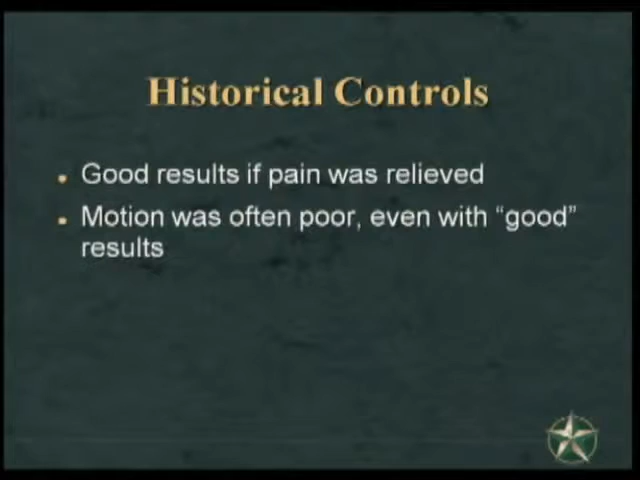 Historical Controls
Good results if pain was relieved
Motion was often poor, even with “good”
results